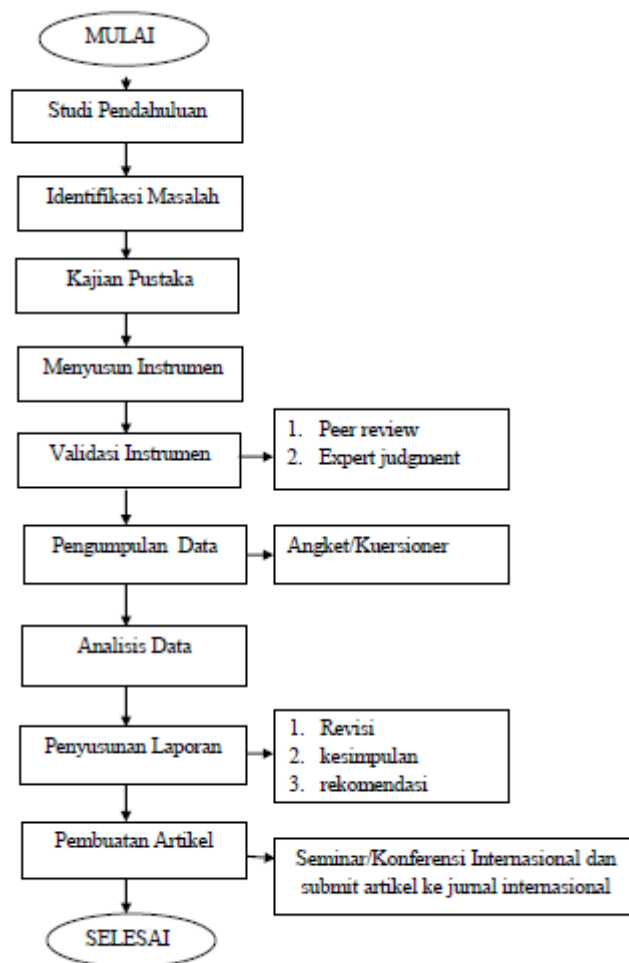 MULAI
Studi Pendahuluan
Identifikasi Masalah
Kajian Pustaka
Menyusun Instrumen
Validasi Instrumen
1. Peer review
2. Expert judgment
Pengumpulan Data
Angket/Kuersioner
Analisis Data
Penyusunan Laporan
1. Revisi
2. kesimpulan
3. rekomendasi
Pembuatan Artikel
Seminar/Konferensi Internasional dan
submit artikel ke jurnal internasional
SELESAI